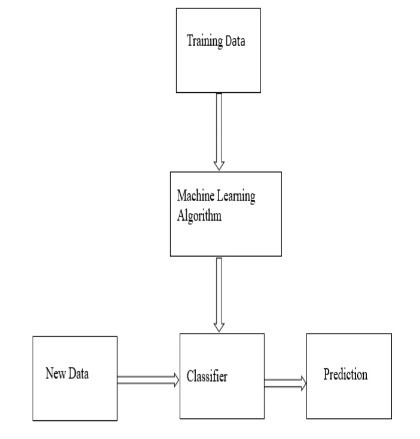 Training Data
Machine Learning
Algorithm
New Data
Classifier
Prediction